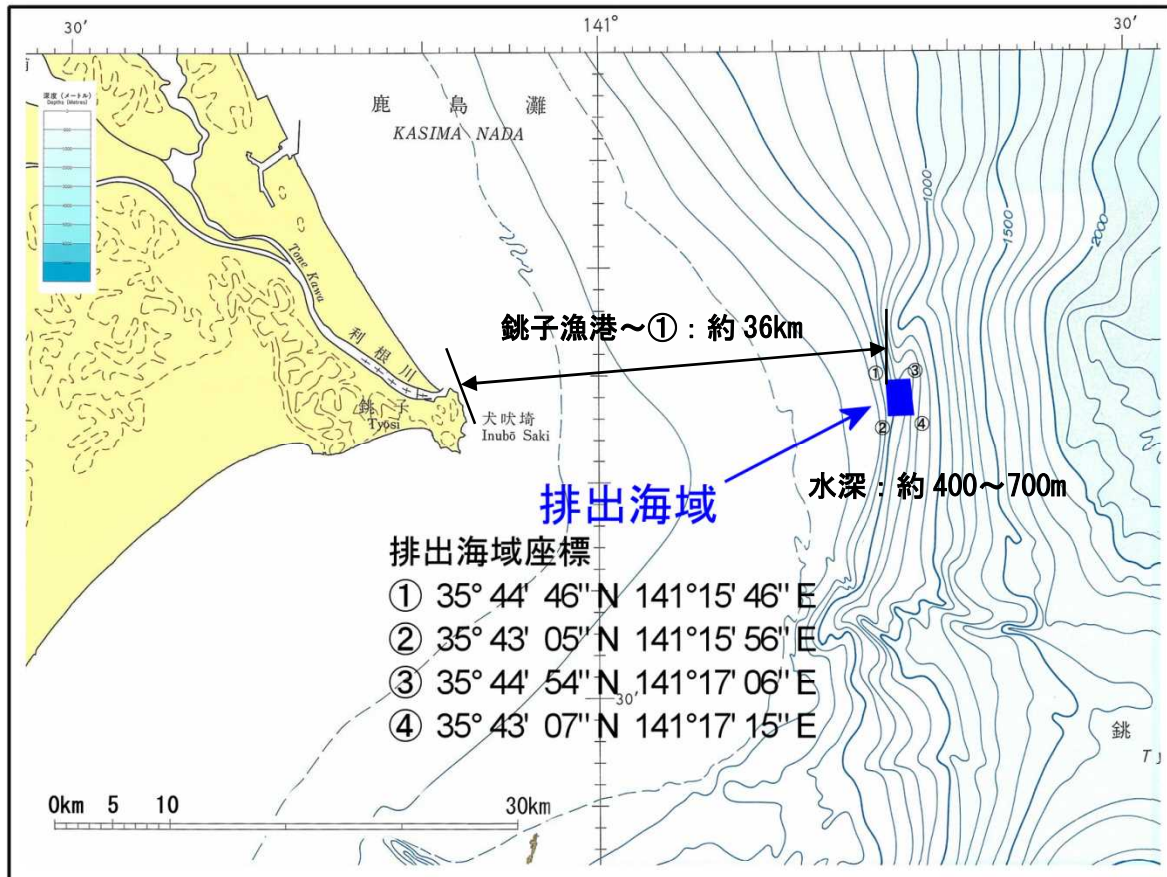 30'
141°
30'
深度 (メートル)
Depths (Metres)
鹿島灘
KASIMA NADA
1000
1500
2000
Tone Kawa
利根川
銚子
Tyōsi
犬吠埼
Inubō Saki
銚子漁港～①：約 36km
①
③
②
④
排出海域
水深：約 400～700m
排出海域座標
① 35° 44' 46" N 141°15' 46" E
② 35° 43' 05" N 141°15' 56" E
③ 35° 44' 54" N 141°17' 06" E
30'
④ 35° 43' 07" N 141°17' 15" E
銚
0km 5 10 30km